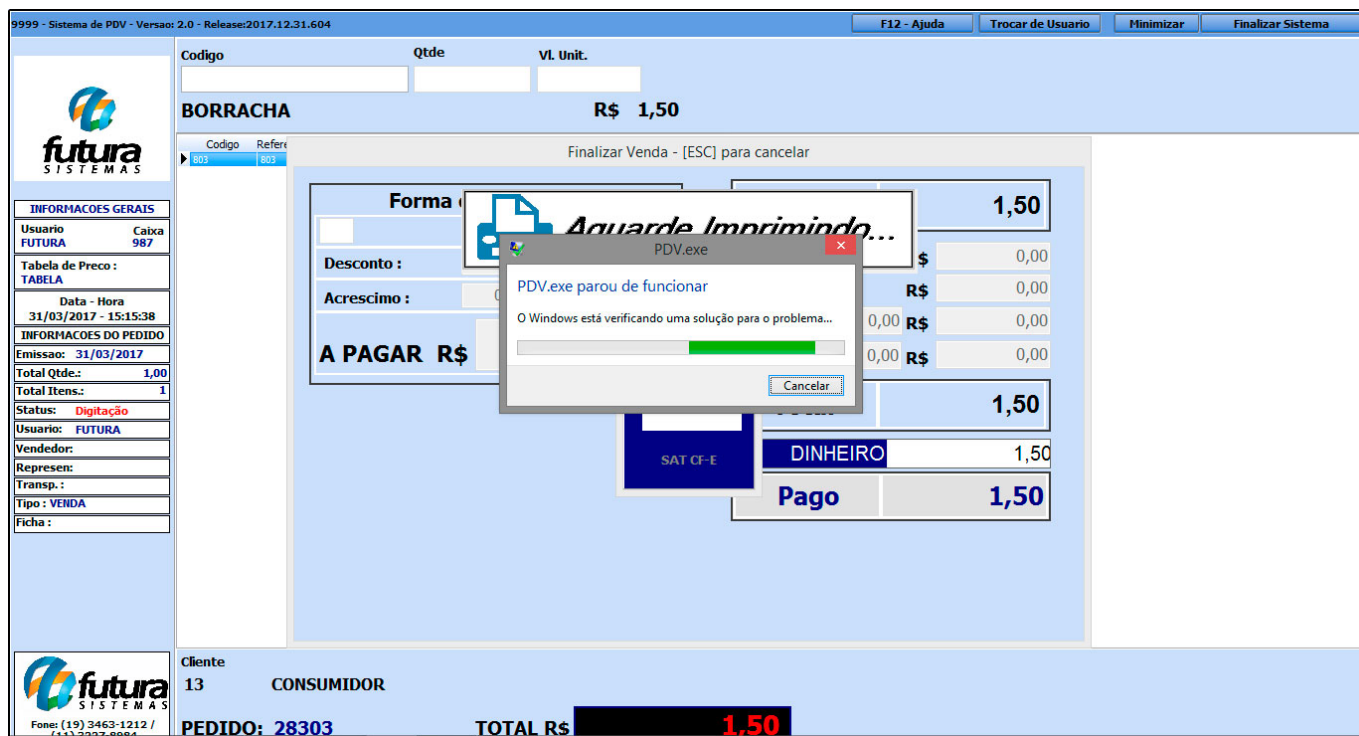 9999 - Sistema de PDV - Versao: 2.0 - Release:2017.12.31.604
F12 - Ajuda
Trocar de Usuario
Minimizar
Finalizar Sistema
futura
SISTEMAS
INFORMACOES GERAIS
Usuario Caixa
FUTURA 987
Tabela de Preco :
TABELA
Data - Hora
31/03/2017 - 15:15:38
INFORMACOES DO PEDIDO
Emissao: 31/03/2017
Total Qtde.: 1,00
Total Itens.: 1
Status: Digitação
Usuario: FUTURA
Vendedor:
Represen:
Transp. :
Tipo : VENDA
Ficha :
futura
SISTEMAS
Fone: (19) 3463-1212 /
Codigo Qtde Vl. Unit.
BORRACHA R$ 1,50
Codigo
803 803
Finalizar Venda - [ESC] para cancelar
Forma
Desconto :
Acrescimo :
A PAGAR R$
Aguarde Imprimindo...
PDV.exe
PDV.exe parou de funcionar
O Windows está verificando uma solução para o problema...
Cancelar
SAT CF-E
1,50
$ 0,00
R$ 0,00
0,00 R$ 0,00
0,00 R$ 0,00
1,50
DINHEIRO 1,50
Pago 1,50
Cliente
13 CONSUMIDOR
PEDIDO: 28303 TOTAL R$ 1,50